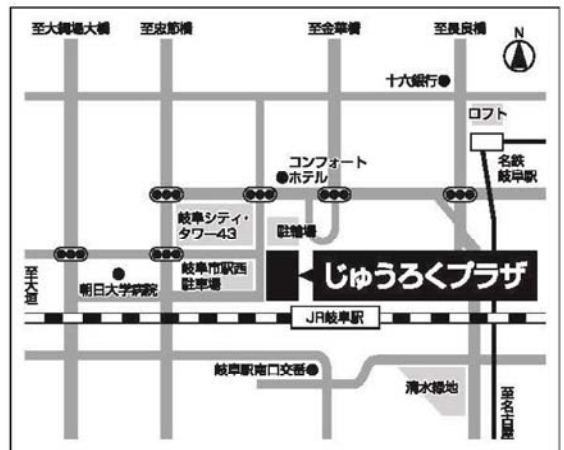 至大縄場大橋
至忠節橋
至金華橋
至長良橋
N
十六銀行
ロフト
名鉄
岐阜駅
コンフォート
ホテル
岐阜シティ・
タワー43
駐輪場
至大垣
朝日大学病院
岐阜市駅西
駐車場
じゅうろくプラザ
JR岐阜駅
岐阜駅南口交番
清水緑地
至名古屋